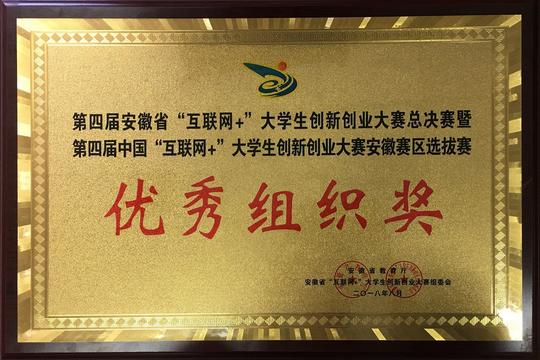 第四届安徽省“互联网+”大学生创新创业大赛总决赛暨
第四届中国“互联网+”大学生创新创业大赛安徽赛区选拔赛
优秀组织奖
安徽省教育厅
安徽省“互联网+”大学生创新创业大赛组委会
二〇一八年八月